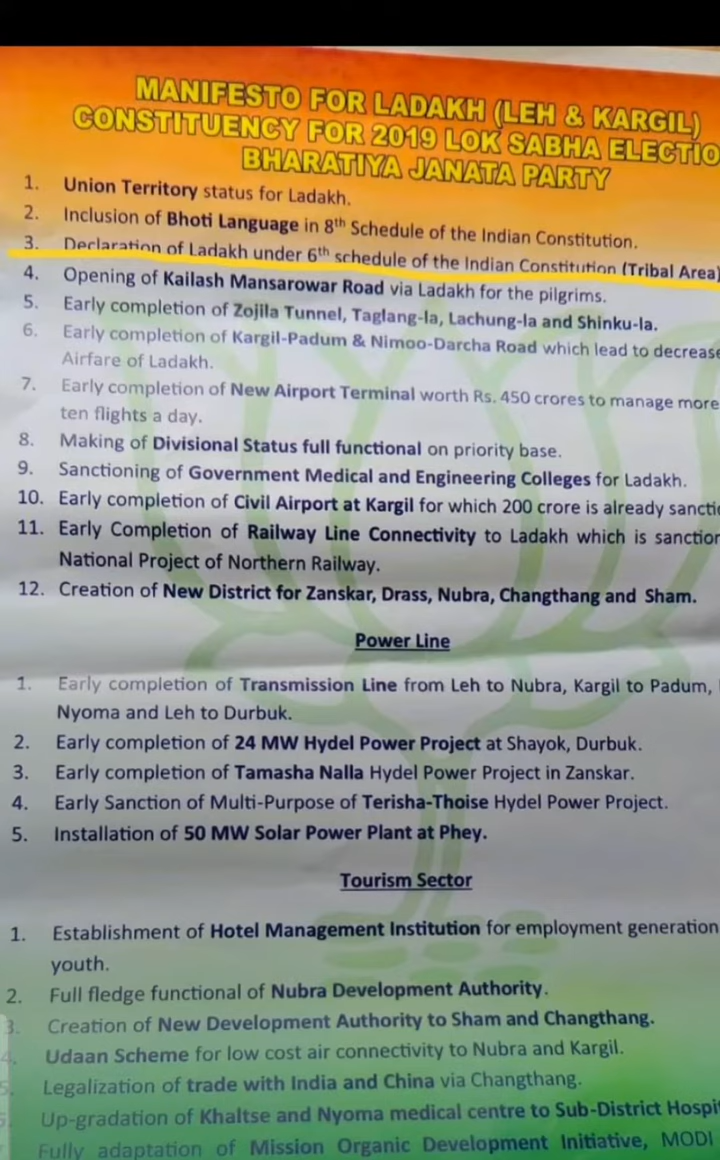 MANIFESTO FOR LADAKH (LEH & KARGIL)
CONSTITUENCY FOR 2019 LOK SABHA ELECTIO
BHARATIYA JANATA PARTY
1. Union Territory status for Ladakh.
2. Inclusion of Bhoti Language in 8th Schedule of the Indian Constitution.
3. Declaration of Ladakh under 6th schedule of the Indian Constitution (Tribal Area)
4. Opening of Kailash Mansarowar Road via Ladakh for the pilgrims.
5. Early completion of Zojila Tunnel, Taglang-la, Lachung-la and Shinku-la.
6. Early completion of Kargil-Padum & Nimoo-Darcha Road which lead to decrease
Airfare of Ladakh.
7. Early completion of New Airport Terminal worth Rs. 450 crores to manage more
ten flights a day.
8. Making of Divisional Status full functional on priority base.
9. Sanctioning of Government Medical and Engineering Colleges for Ladakh.
10. Early completion of Civil Airport at Kargil for which 200 crore is already sanctio
11. Early Completion of Railway Line Connectivity to Ladakh which is sanction
National Project of Northern Railway.
12. Creation of New District for Zanskar, Drass, Nubra, Changthang and Sham.
Power Line
1. Early completion of Transmission Line from Leh to Nubra, Kargil to Padum,
Nyoma and Leh to Durbuk.
2. Early completion of 24 MW Hydel Power Project at Shayok, Durbuk.
3. Early completion of Tamasha Nalla Hydel Power Project in Zanskar.
4. Early Sanction of Multi-Purpose of Terisha-Thoise Hydel Power Project.
5. Installation of 50 MW Solar Power Plant at Phey.
Tourism Sector
1. Establishment of Hotel Management Institution for employment generation
youth.
2. Full fledge functional of Nubra Development Authority.
3. Creation of New Development Authority to Sham and Changthang.
4. Udaan Scheme for low cost air connectivity to Nubra and Kargil.
5. Legalization of trade with India and China via Changthang.
Up-gradation of Khaltse and Nyoma medical centre to Sub-District Hospit
Fully adaptation of Mission Organic Development Initiative, MODI